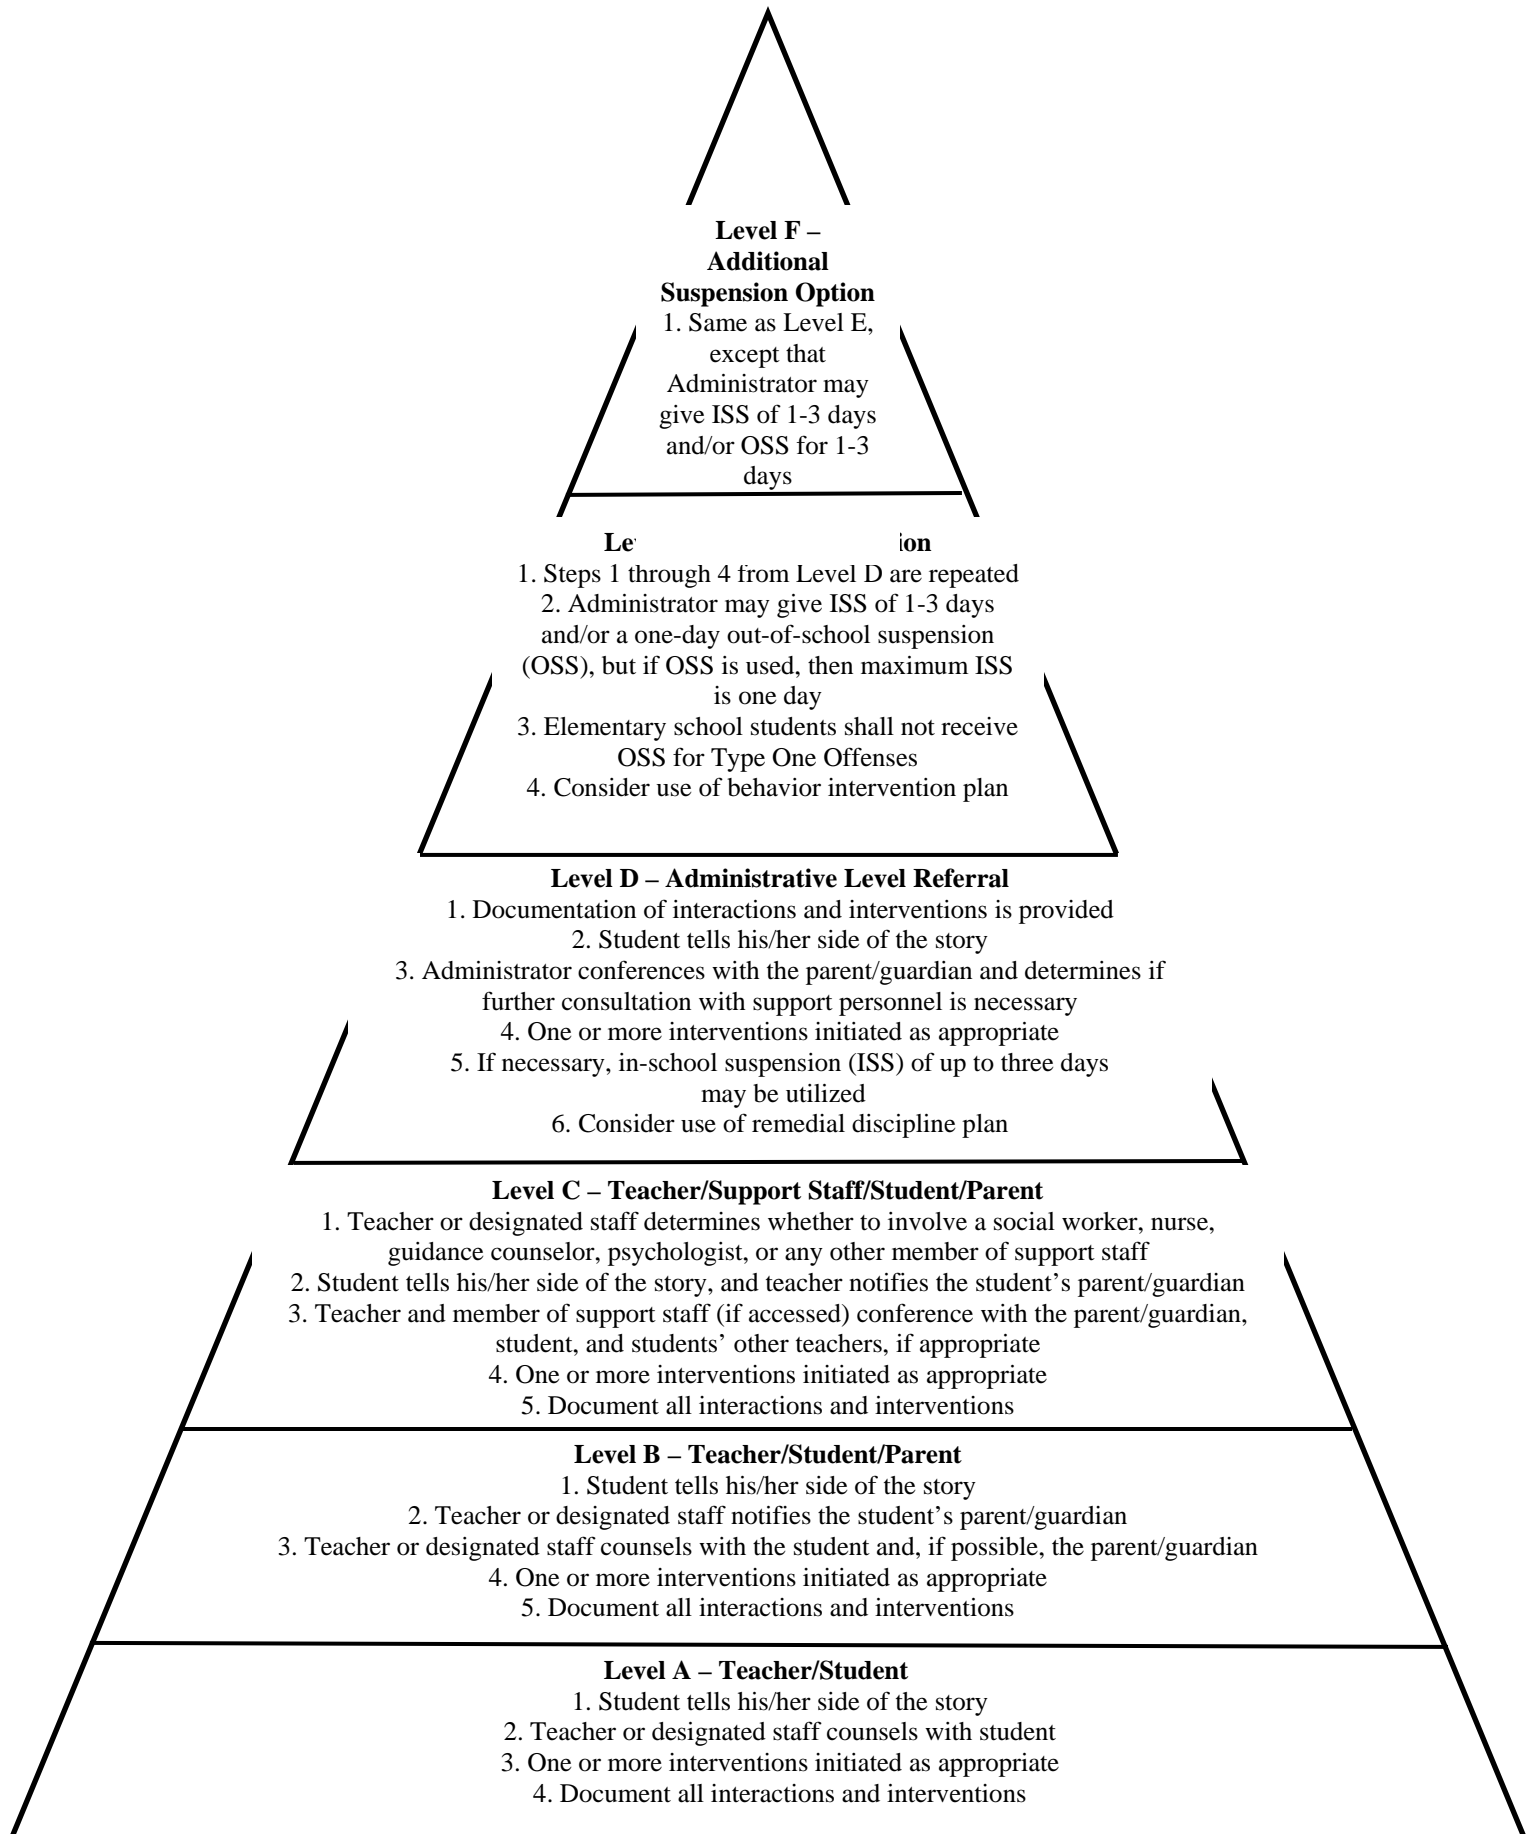 Level F –
Additional
Suspension Option
1. Same as Level E,
except that
Administrator may
give ISS of 1-3 days
and/or OSS for 1-3
days
1. Steps 1 through 4 from Level D are repeated
2. Administrator may give ISS of 1-3 days
and/or a one-day out-of-school suspension
(OSS), but if OSS is used, then maximum ISS
is one day
3. Elementary school students shall not receive
OSS for Type One Offenses
4. Consider use of behavior intervention plan
Level D – Administrative Level Referral
1. Documentation of interactions and interventions is provided
2. Student tells his/her side of the story
3. Administrator conferences with the parent/guardian and determines if
further consultation with support personnel is necessary
4. One or more interventions initiated as appropriate
5. If necessary, in-school suspension (ISS) of up to three days
may be utilized
6. Consider use of remedial discipline plan
Level C – Teacher/Support Staff/Student/Parent
1. Teacher or designated staff determines whether to involve a social worker, nurse,
guidance counselor, psychologist, or any other member of support staff
2. Student tells his/her side of the story, and teacher notifies the student’s parent/guardian
3. Teacher and member of support staff (if accessed) conference with the parent/guardian,
student, and students’ other teachers, if appropriate
4. One or more interventions initiated as appropriate
5. Document all interactions and interventions
Level B – Teacher/Student/Parent
1. Student tells his/her side of the story
2. Teacher or designated staff notifies the student’s parent/guardian
3. Teacher or designated staff counsels with the student and, if possible, the parent/guardian
4. One or more interventions initiated as appropriate
5. Document all interactions and interventions
Level A – Teacher/Student
1. Student tells his/her side of the story
2. Teacher or designated staff counsels with student
3. One or more interventions initiated as appropriate
4. Document all interactions and interventions